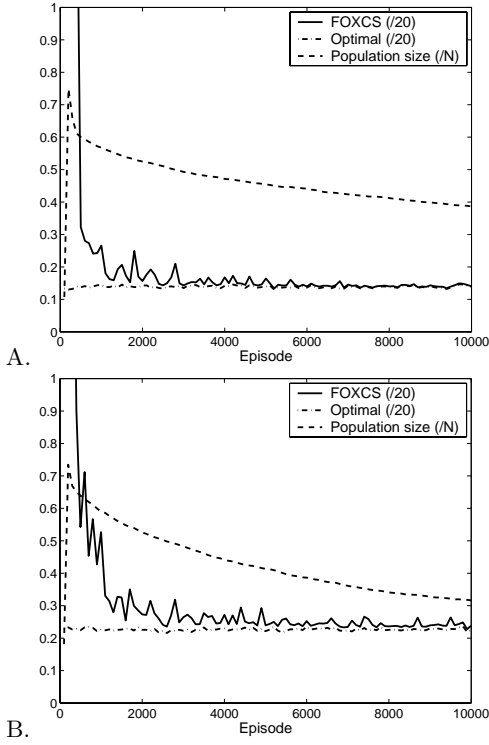 1
0.9
0.8
0.7
0.6
0.5
0.4
0.3
0.2
0.1
0
FOXCS (/20)
Optimal (/20)
Population size (/N)
0 2000 4000 6000 8000 10000
Episode
A.
1
0.9
0.8
0.7
0.6
0.5
0.4
0.3
0.2
0.1
0
FOXCS (/20)
Optimal (/20)
Population size (/N)
0 2000 4000 6000 8000 10000
Episode
B.